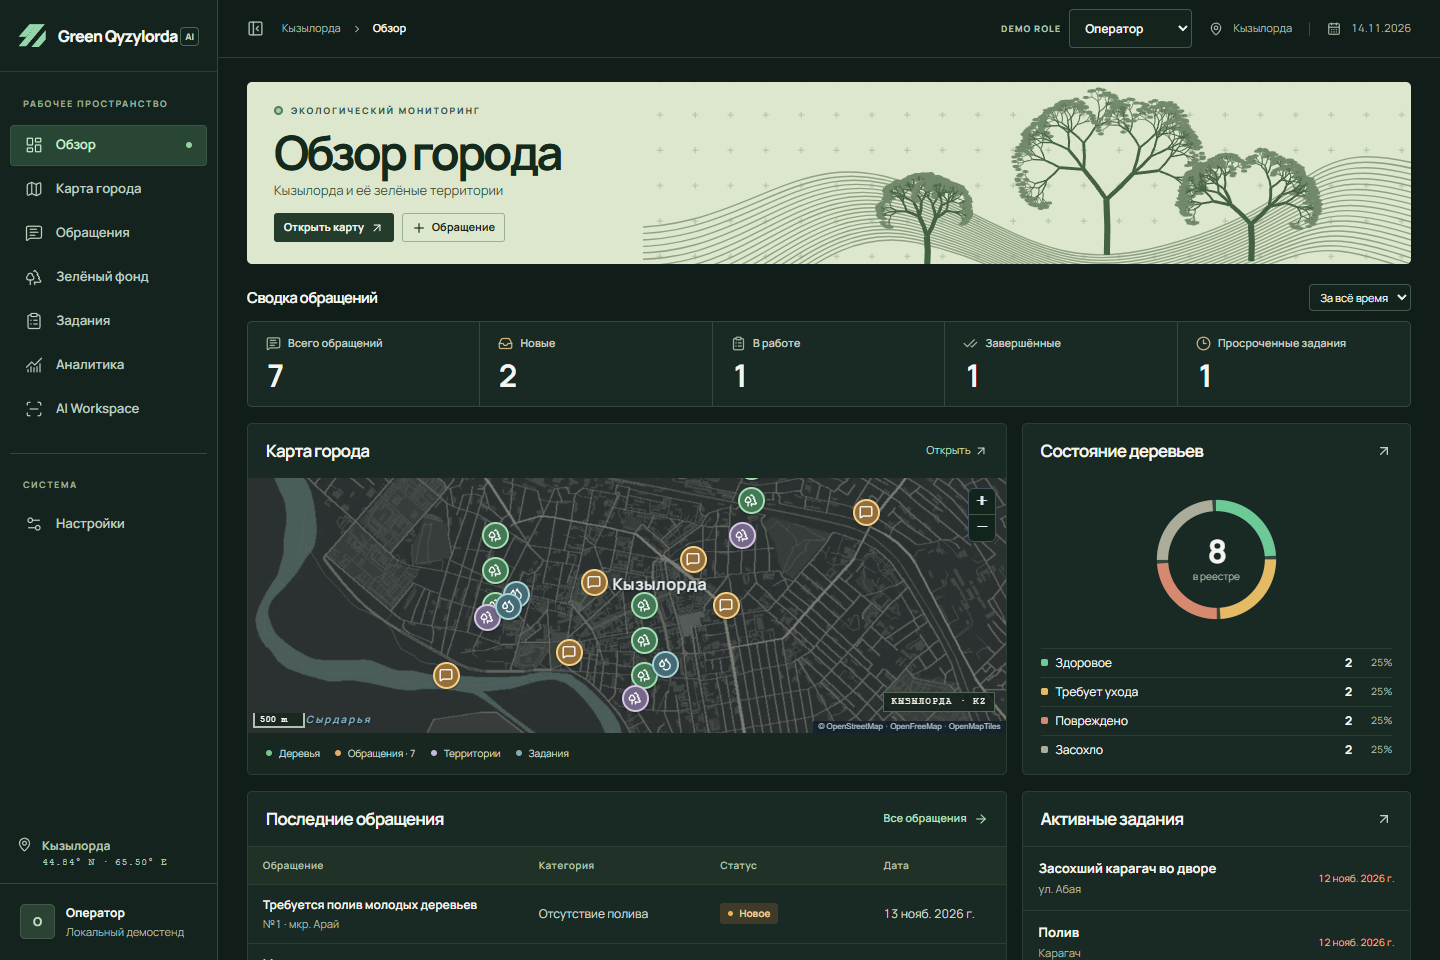 Green Qyzylorda AI
РАБОЧЕЕ ПРОСТРАНСТВО
Обзор
Карта города
Обращения
Зелёный фонд
Задания
Аналитика
AI Workspace
СИСТЕМА
Настройки
Кызылорда
44.84° N · 65.50° E
О
Оператор
Локальный демостенд
Кызылорда > Обзор
DEMO ROLE
Оператор
Кызылорда
14.11.2026
ЭКОЛОГИЧЕСКИЙ МОНИТОРИНГ
Обзор города
Кызылорда и её зелёные территории
Открыть карту
Обращение
Сводка обращений
За всё время
Всего обращений
7
Новые
2
В работе
1
Завершённые
1
Просроченные задания
1
Карта города
Открыть
Кызылорда
500 m
Сырдарья
КЫЗЫЛОРДА · KZ
© OpenStreetMap · OpenFreeMap · OpenMapTiles
Деревья
Обращения · 7
Территории
Задания
Состояние деревьев
8
в реестре
Здоровое 2 25%
Требует ухода 2 25%
Повреждено 2 25%
Засохло 2 25%
Последние обращения
Все обращения
Обращение Категория Статус Дата
Требуется полив молодых деревьев
№1 · мкр. Арай
Отсутствие полива
Новое
13 нояб. 2026 г.
Активные задания
Засохший карагач во дворе
ул. Абая
12 нояб. 2026 г.
Полив
Карагач
12 нояб. 2026 г.